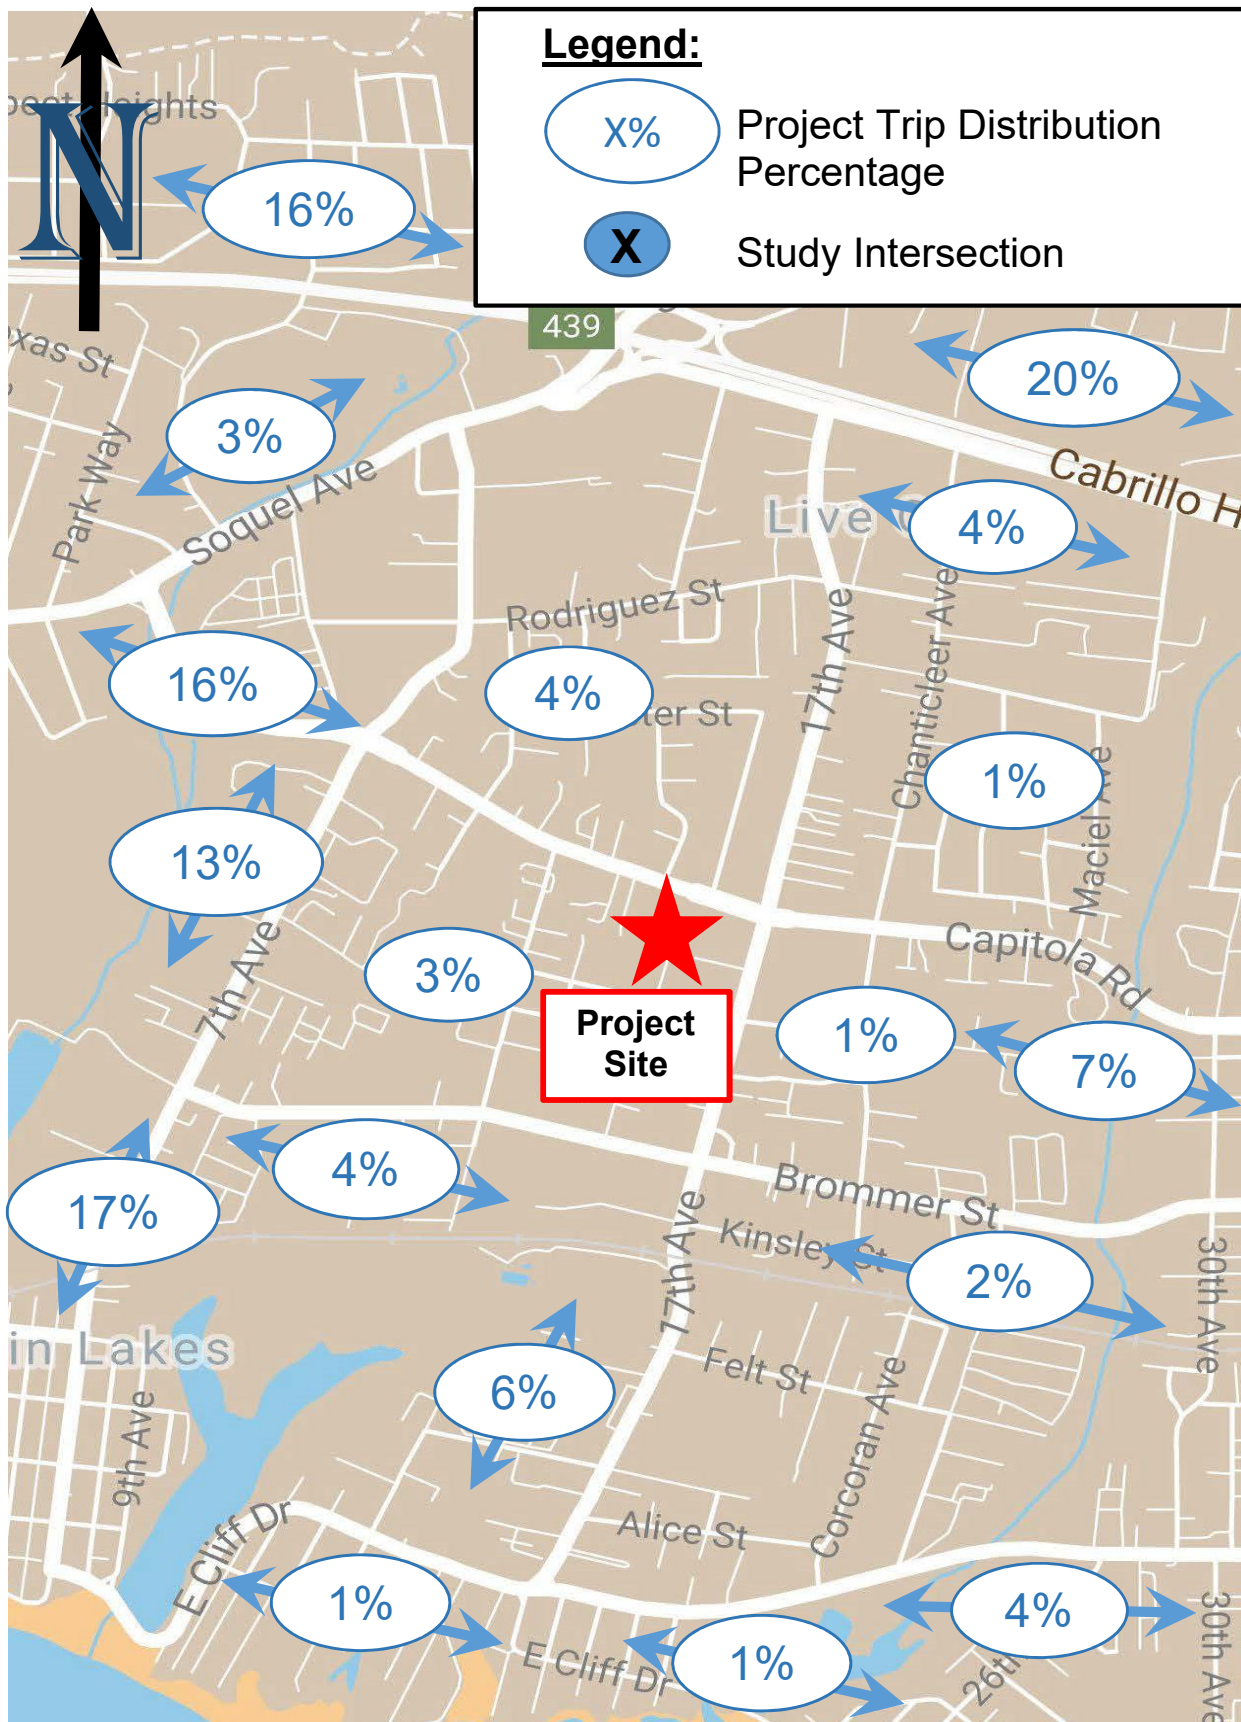 Legend:
X%
Project Trip Distribution
Percentage
X
Study Intersection
N
Heights
16%
439
20%
3%
Park Way
Soquel Ave
Cabrillo H
Live
4%
Rodriguez St
17th Ave
Chanticleer Ave
16%
4%
ter St
1%
Maciel Ave
13%
7th Ave
3%
Capitola Rd
Project
Site
1%
7%
4%
17%
Brommer St
Kinsley St
17th Ave
2%
30th Ave
in Lakes
9th Ave
6%
Felt St
Corcoran Ave
Alice St
E Cliff Dr
1%
4%
E Cliff Dr
1%
26th
30th Ave